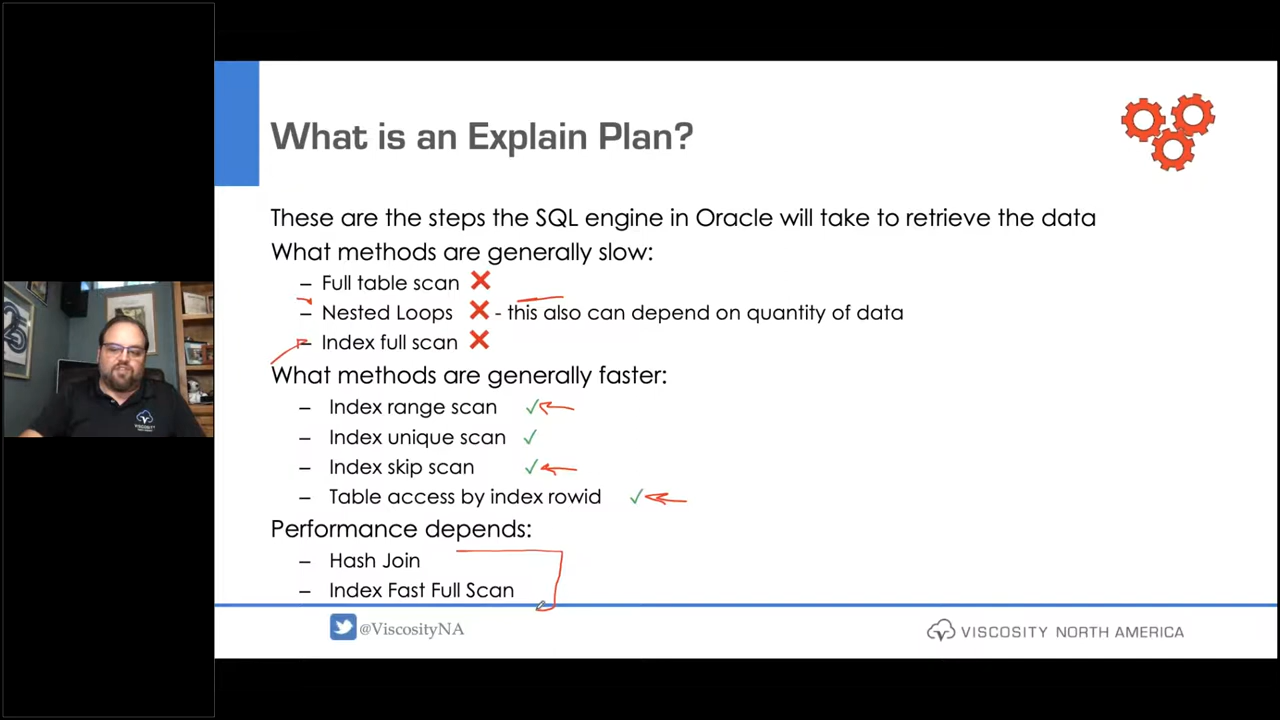 What is an Explain Plan?
These are the steps the SQL engine in Oracle will take to retrieve the data
What methods are generally slow:
– Full table scan ❌
– Nested Loops ❌ - this also can depend on quantity of data
– Index full scan ❌
What methods are generally faster:
– Index range scan ✓
– Index unique scan ✓
– Index skip scan ✓
– Table access by index rowid ✓
Performance depends:
– Hash Join
– Index Fast Full Scan
@ViscosityNA
VISCOSITY NORTH AMERICA
VISCOSITY